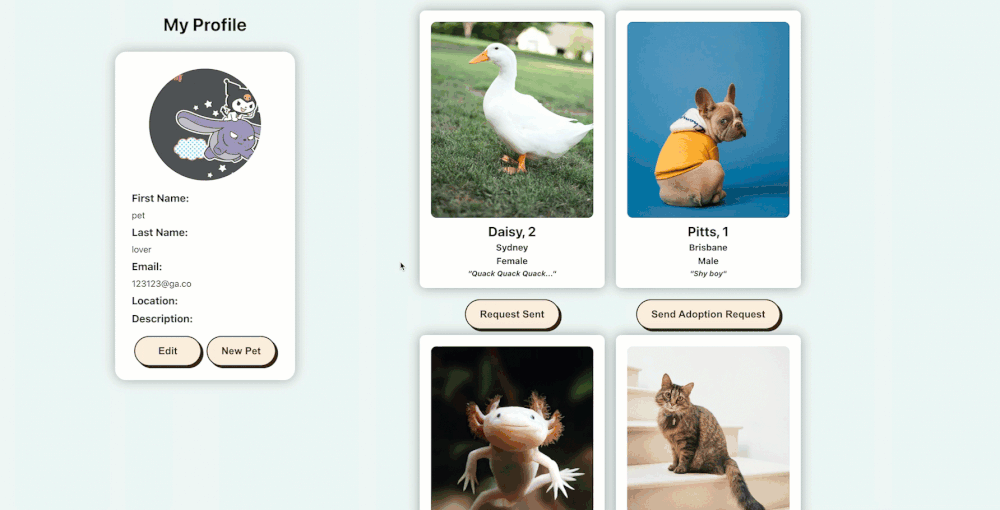 My Profile
First Name:
pet
Last Name:
lover
Email:
123123@ga.co
Location:
Description:
Edit
New Pet
Daisy, 2
Sydney
Female
"Quack Quack Quack..."
Request Sent
Pitts, 1
Brisbane
Male
"Shy boy"
Send Adoption Request